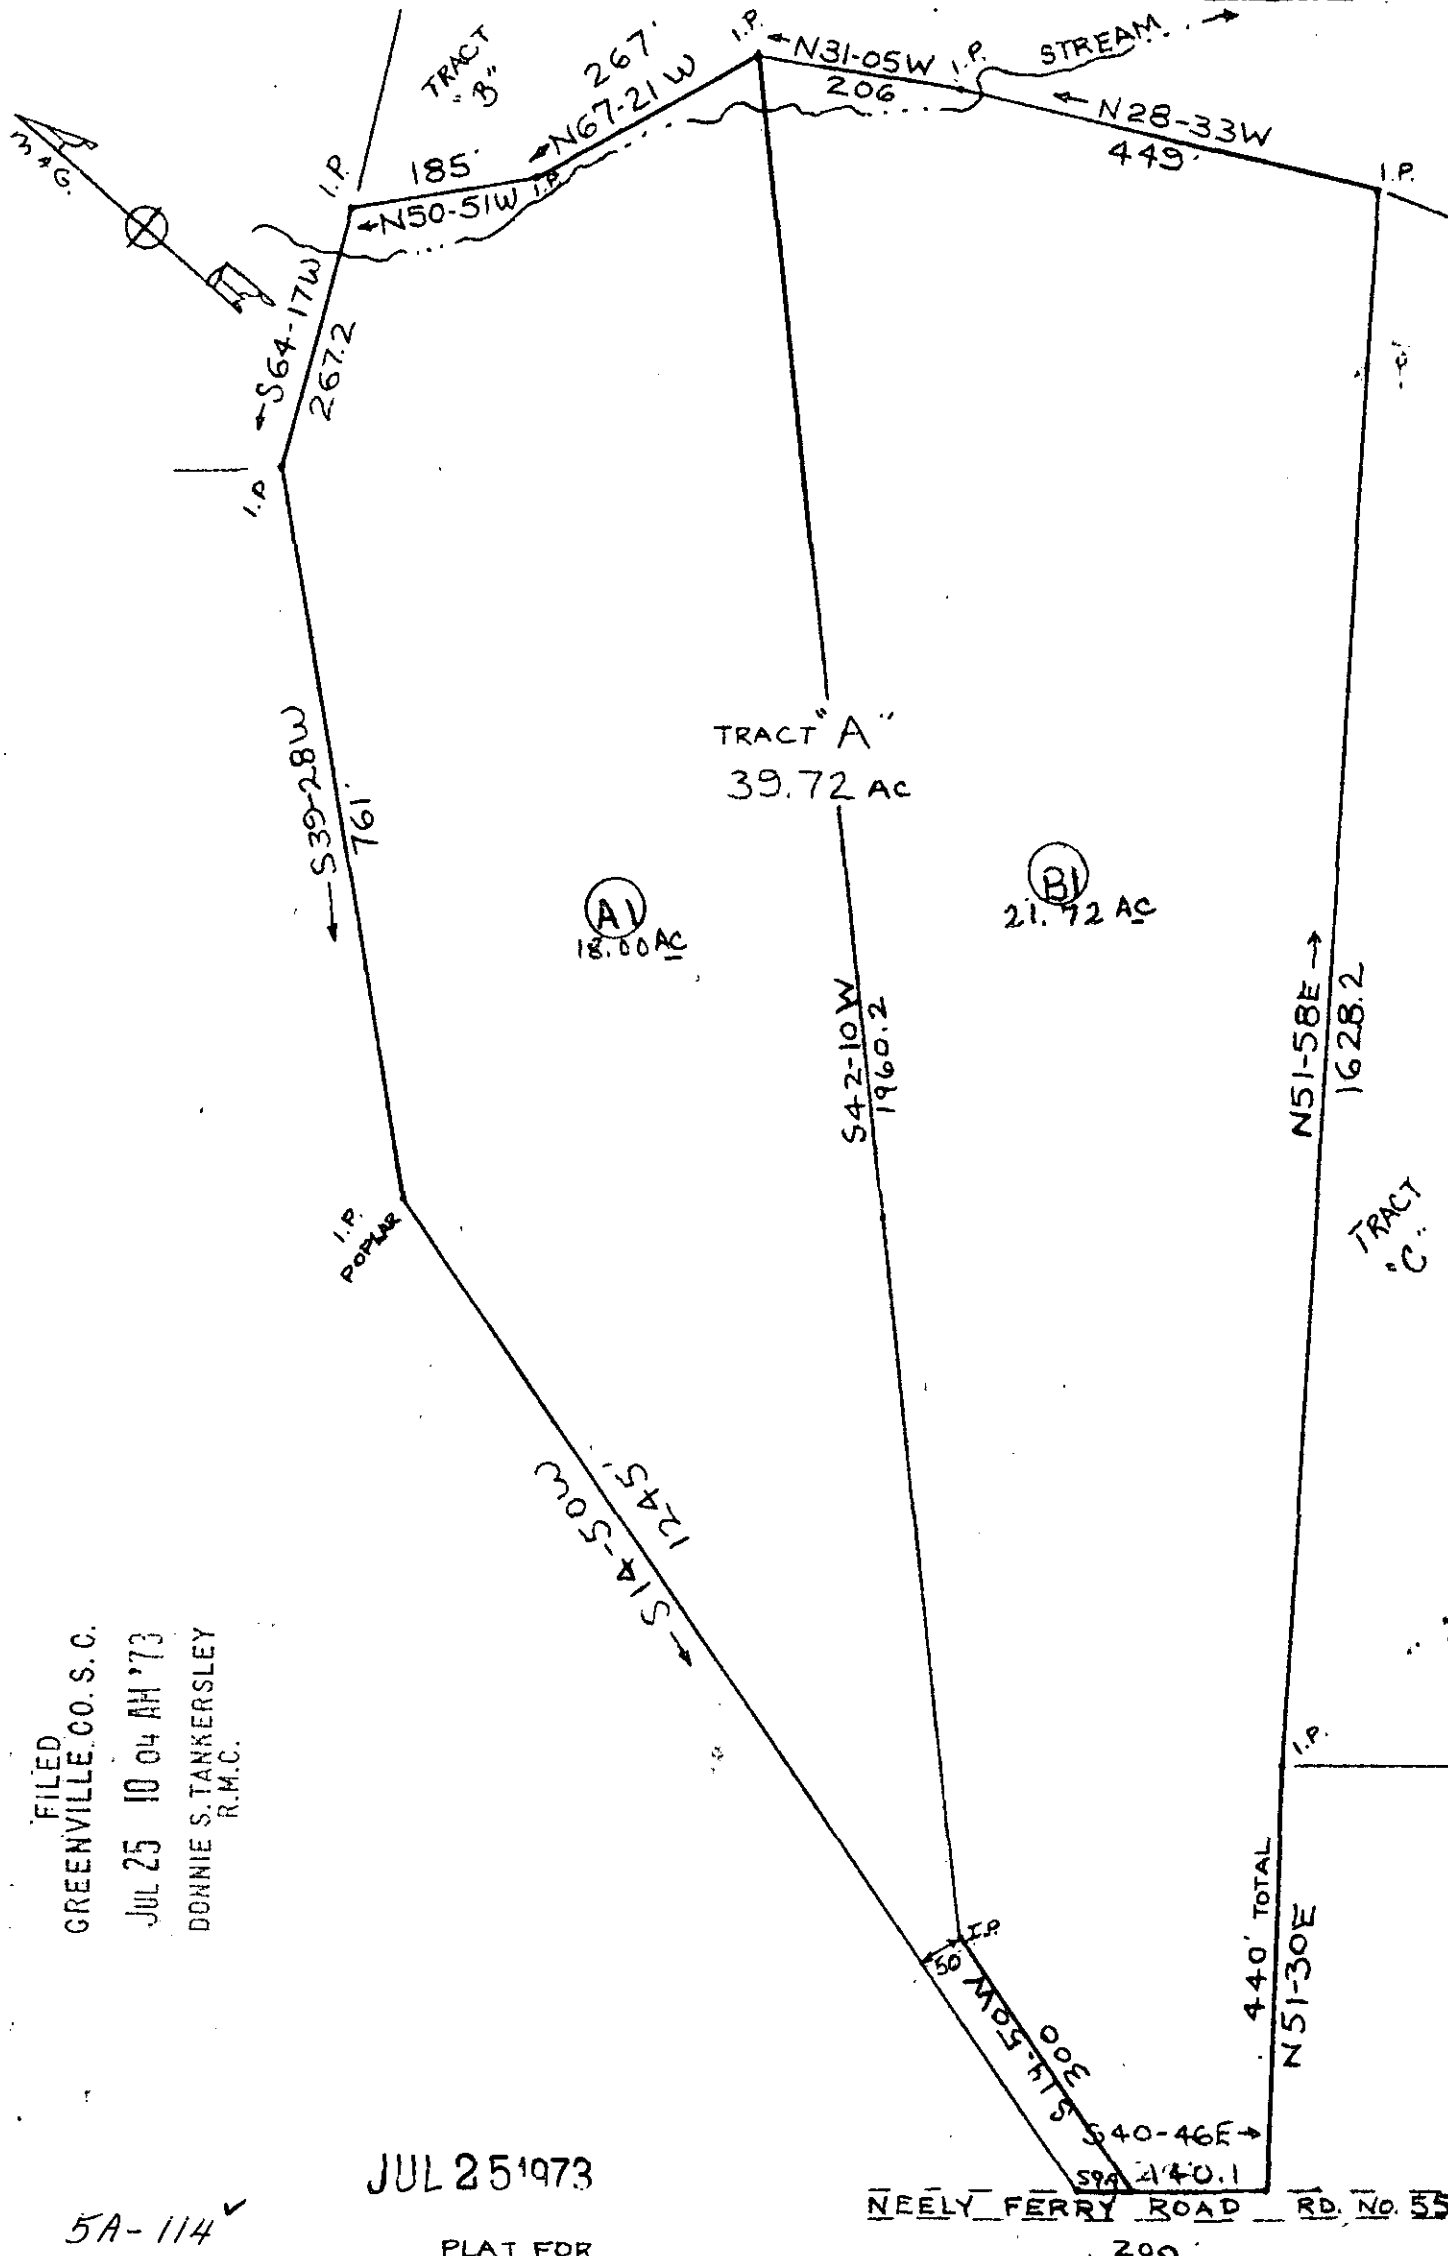 TRACT
"B"
267'
N67-21W
I.P.
N31-05W
206
I.P.
STREAM
N28-33W
449'
I.P.
185'
N50-51W
I.P.
I.P.
S64-17W
267.2
I.P
S39-28W
761'
TRACT "A"
39.72 AC
A1
18.00 AC
B1
21.72 AC
S42-10W
1960.2
N51-58E
1628.2
TRACT
"C"
I.P.
POPLAR
S14-50W
1245'
I.P.
440' TOTAL
N51-30E
I.P.
50'
S14-50W
300
S40-46E
140.1
NEELY FERRY ROAD RD. NO. 55
200'
FILED
GREENVILLE.CO. S. C.
JUL 25 10 04 AM '73
DONNIE S. TANKERSLEY
R.M.C.
JUL 25 1973
5A-114
PLAT FOR